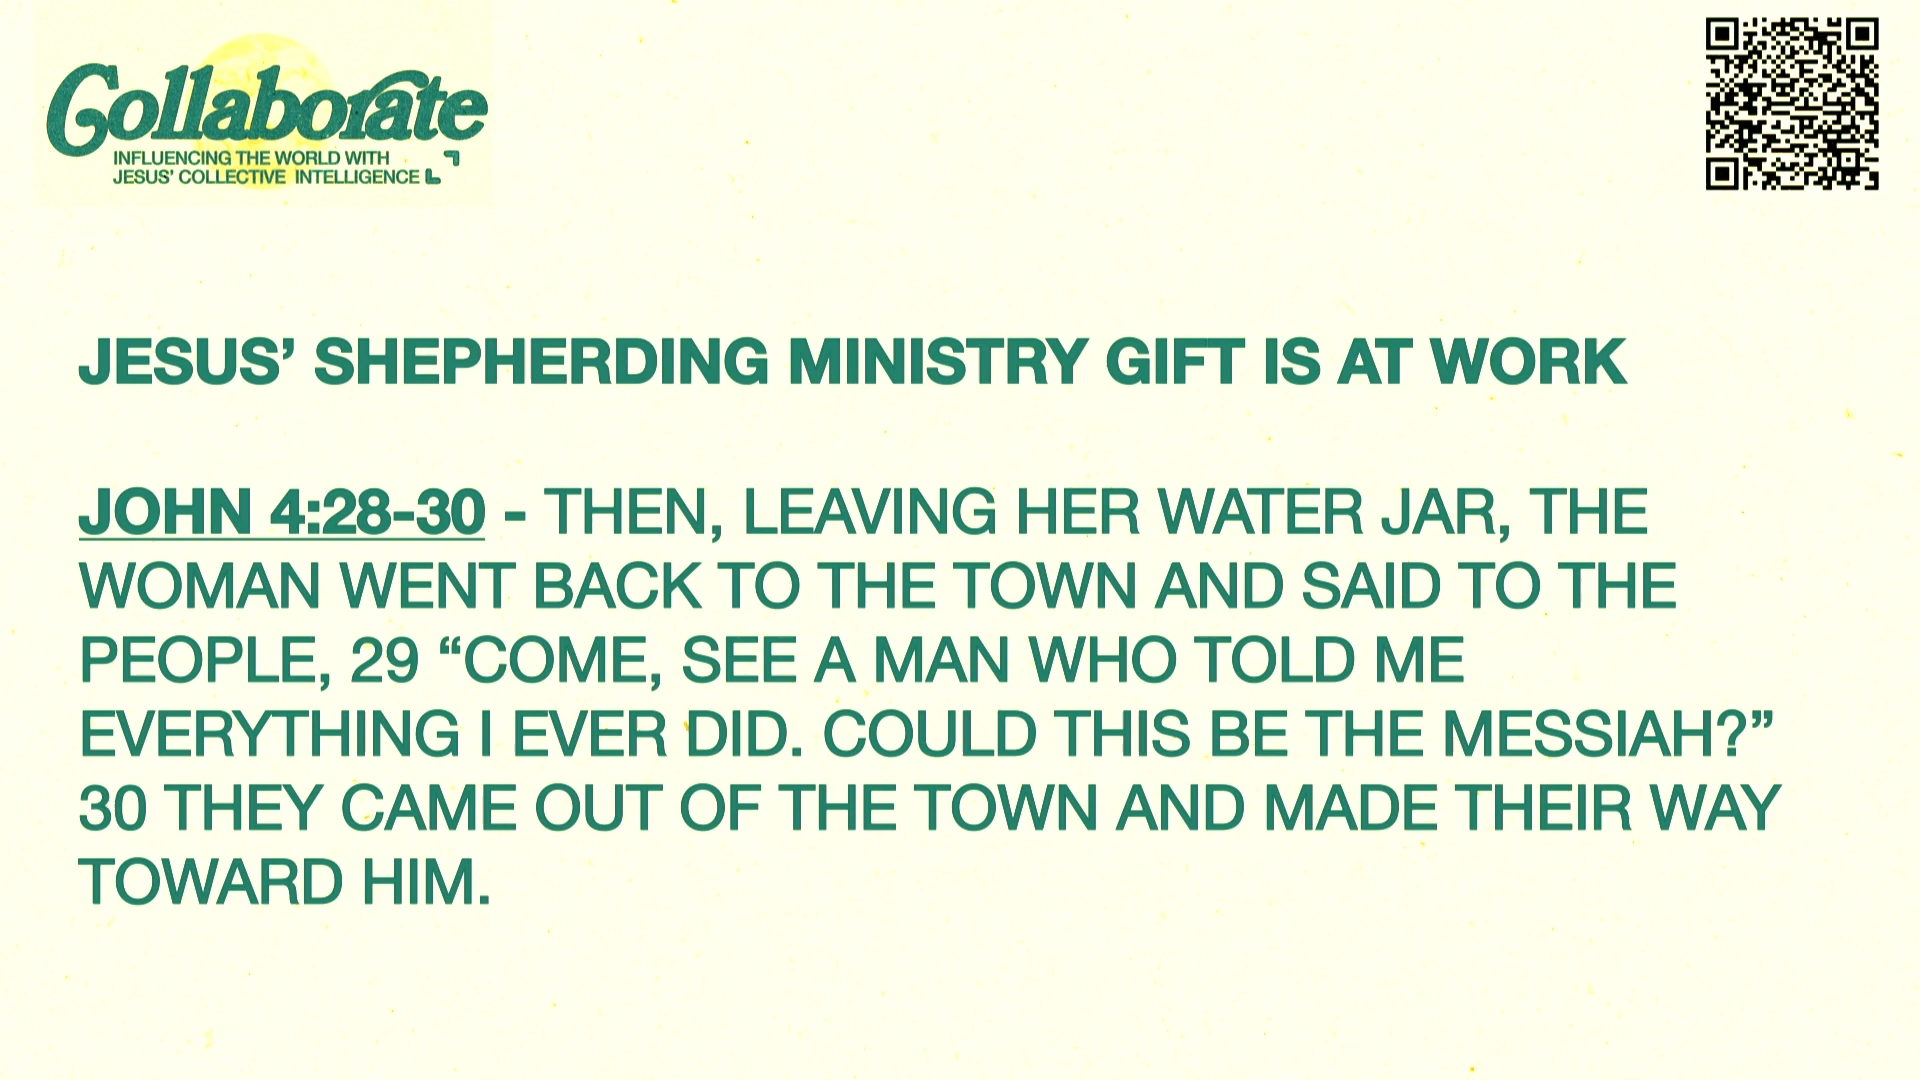 Collaborate
INFLUENCING THE WORLD WITH
JESUS’ COLLECTIVE INTELLIGENCE
JESUS’ SHEPHERDING MINISTRY GIFT IS AT WORK
JOHN 4:28-30 - THEN, LEAVING HER WATER JAR, THE
WOMAN WENT BACK TO THE TOWN AND SAID TO THE
PEOPLE, 29 “COME, SEE A MAN WHO TOLD ME
EVERYTHING I EVER DID. COULD THIS BE THE MESSIAH?”
30 THEY CAME OUT OF THE TOWN AND MADE THEIR WAY
TOWARD HIM.